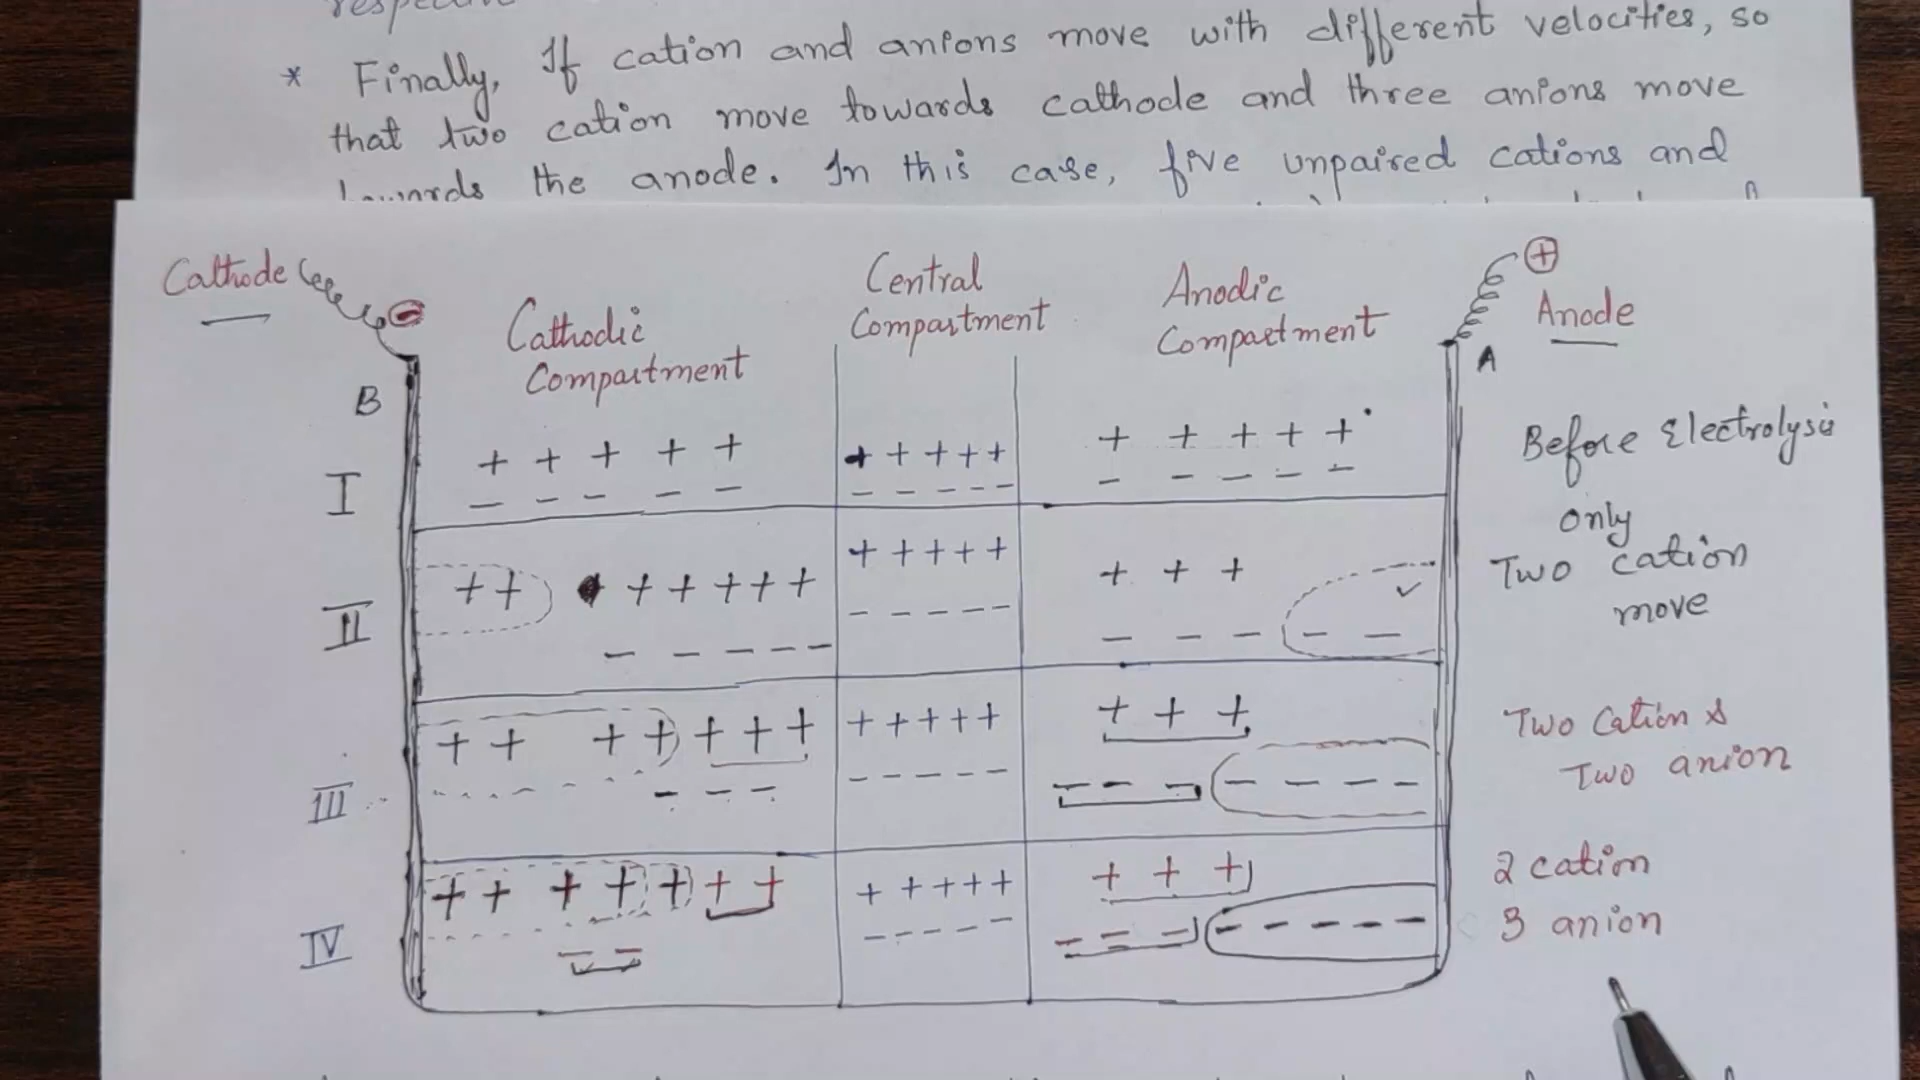 * Finally, If cation and anions move with different velocities, so
that two cation move towards cathode and three anions move
towards the anode. In this case, five unpaired cations and
Cathode
Cathodic
Compartment
Central
Compartment
Anodic
Compartment
+
Anode
B
A
I
+ + + + +
- - - - -
+ + + + +
- - - - -
+ + + + +
- - - - -
Before Electrolysis
II
+ + + + + + +
- - - - -
+ + + + +
- - - - -
+ + +
- - - - -
only
Two cation
move
III
+ + + + + + +
- - -
+ + + + +
- - - - -
+ + +
- - - - - - -
Two Cation &
Two anion
IV
+ + + + + + +
- -
+ + + + +
- - - - -
+ + +
- - - - - - - -
2 cation
3 anion